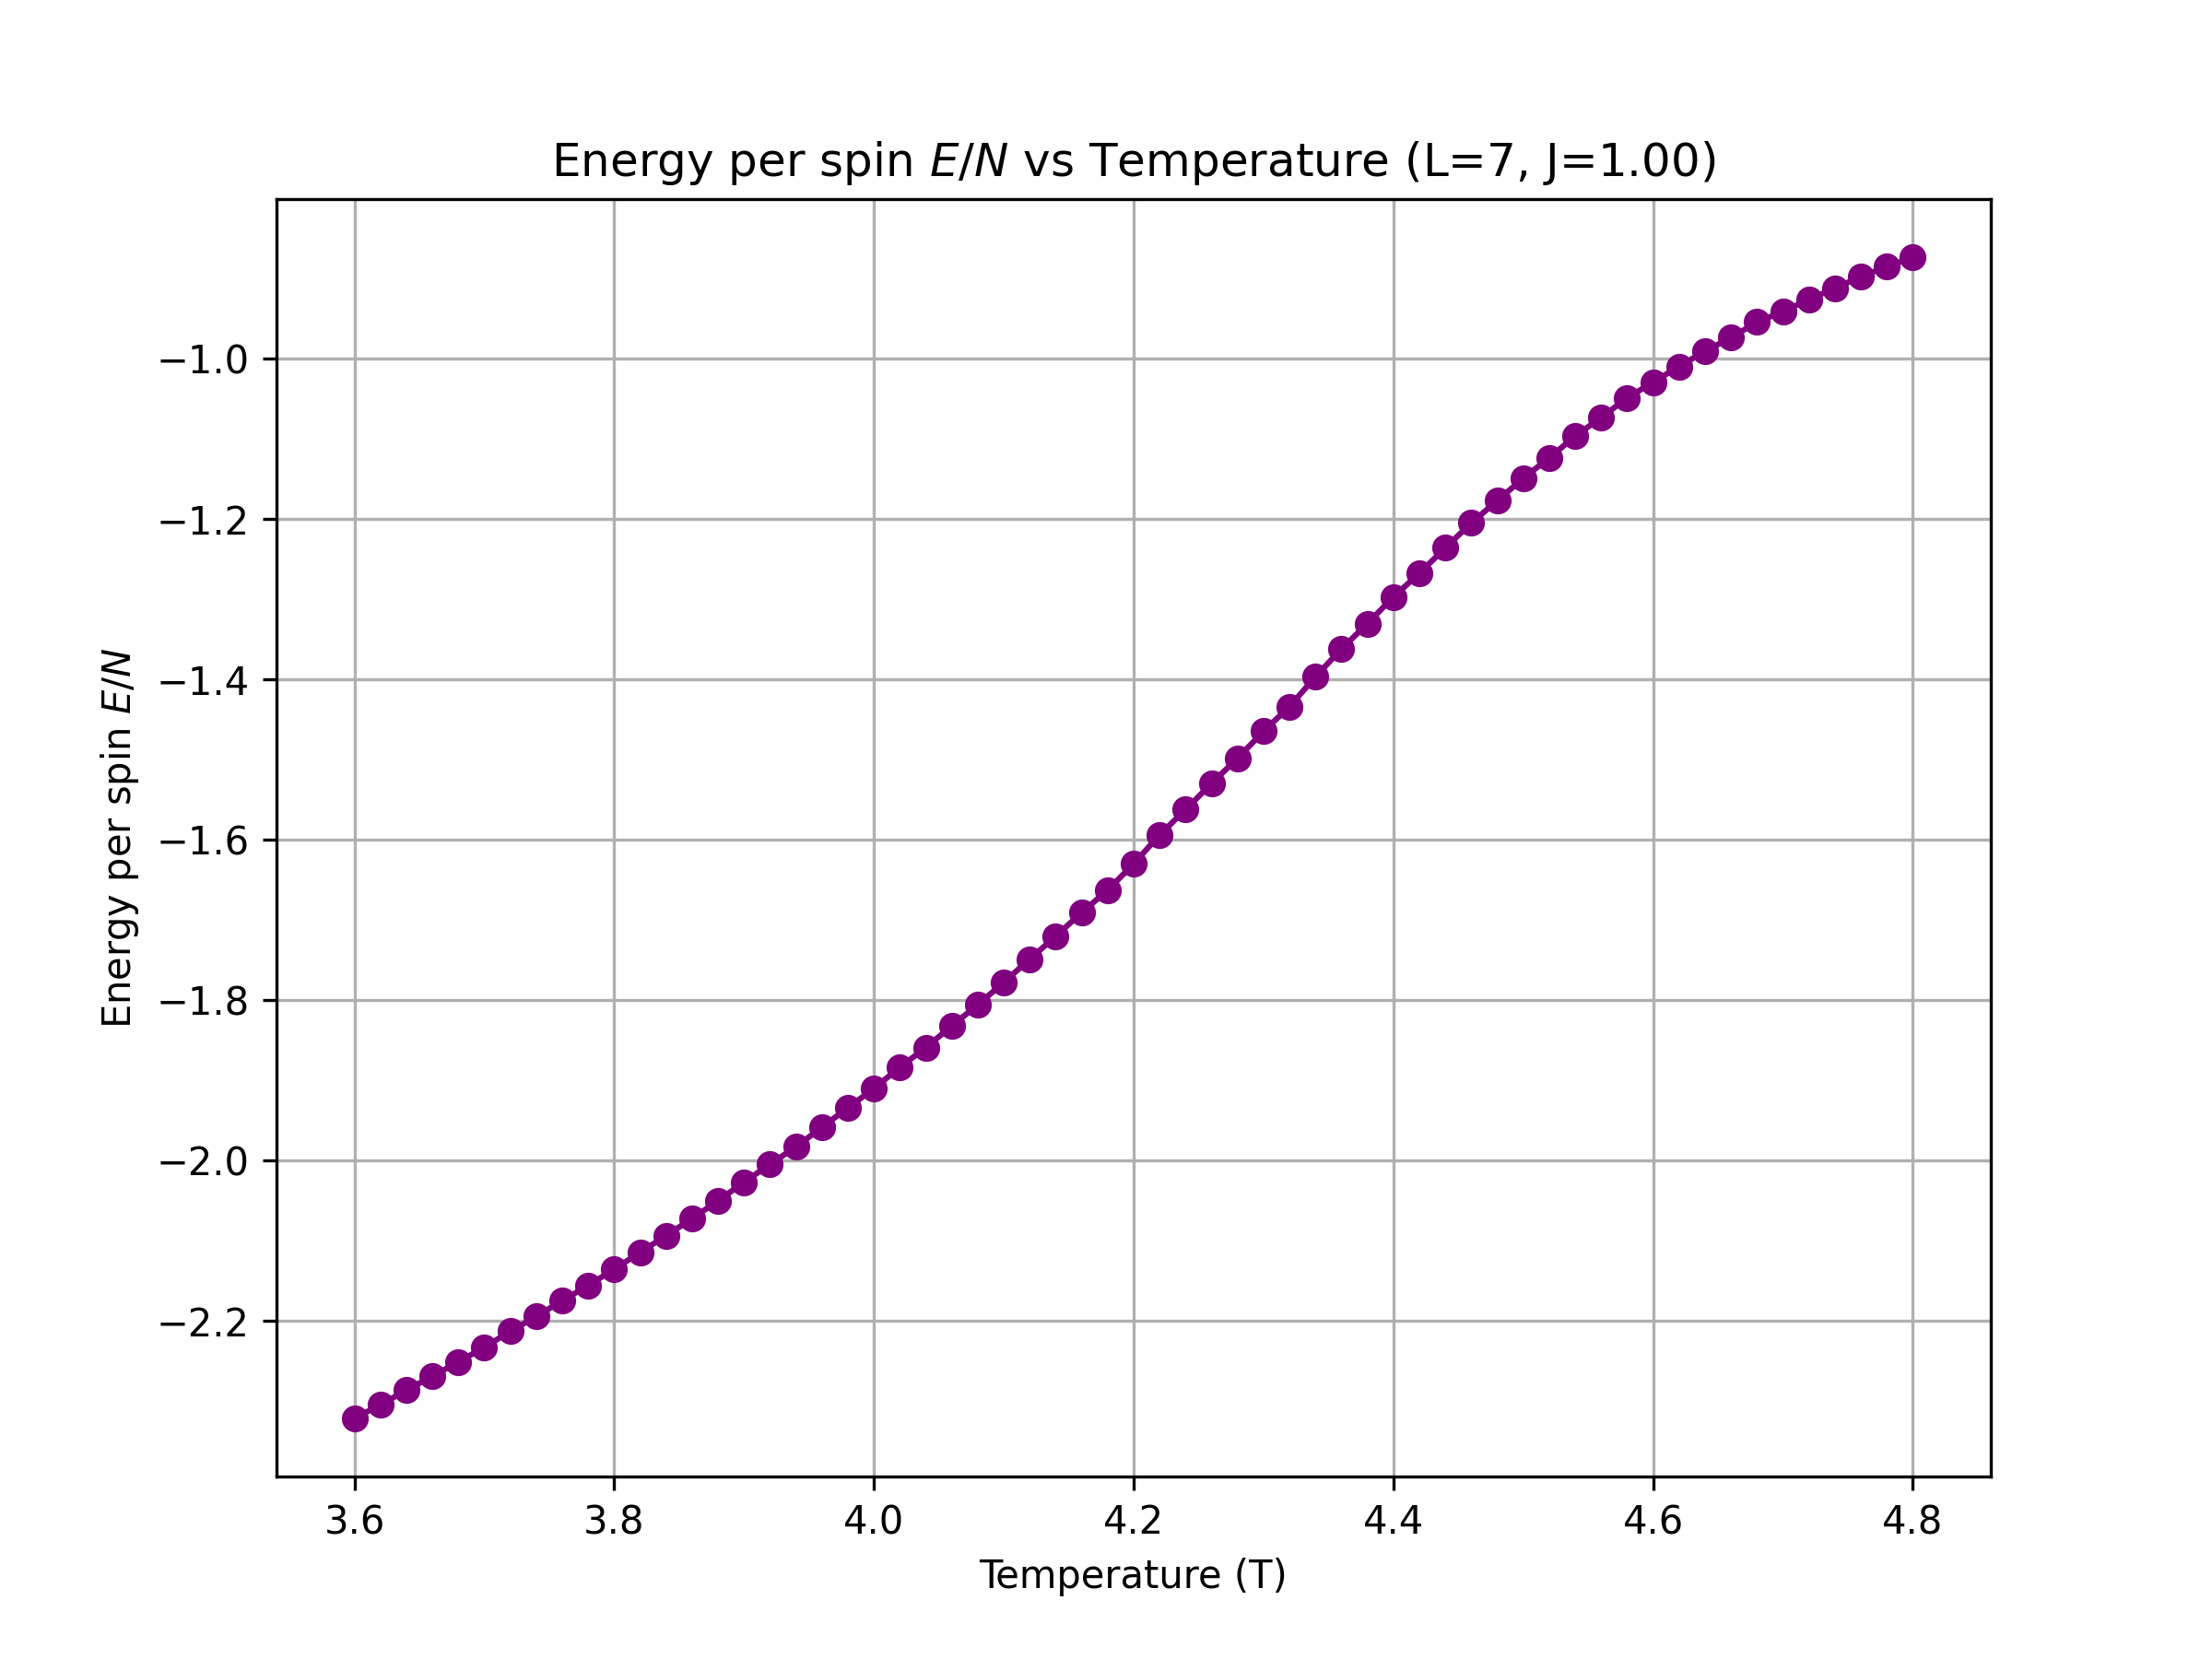 Energy per spin E/N vs Temperature (L=7, J=1.00)
−1.0
−1.2
−1.4
−1.6
−1.8
−2.0
−2.2
Energy per spin E/N
3.6 3.8 4.0 4.2 4.4 4.6 4.8
Temperature (T)